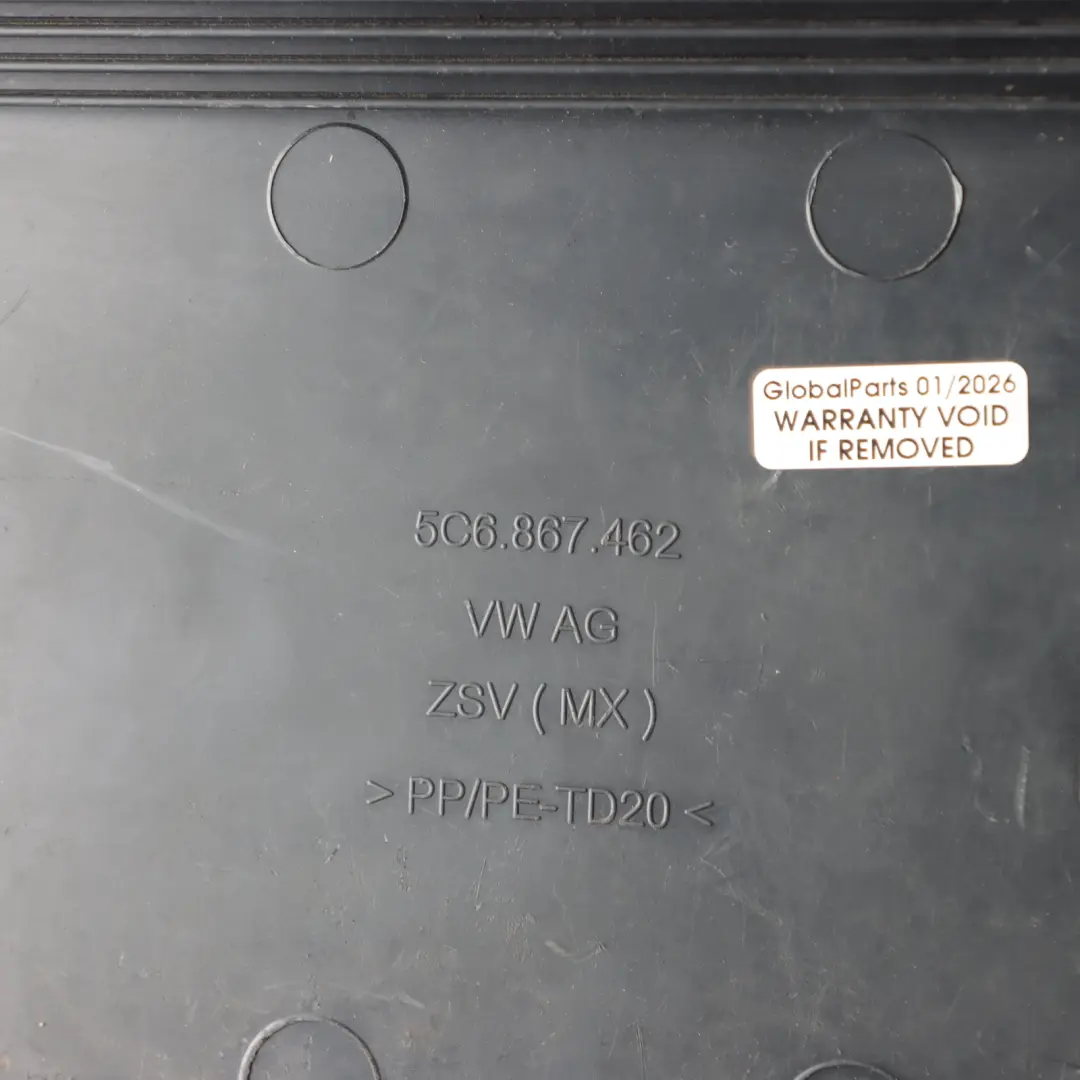 GlobalParts 01/2026
WARRANTY VOID
IF REMOVED
5C6.867.462
VW AG
ZSV ( MX )
> PP/PE-TD20 <